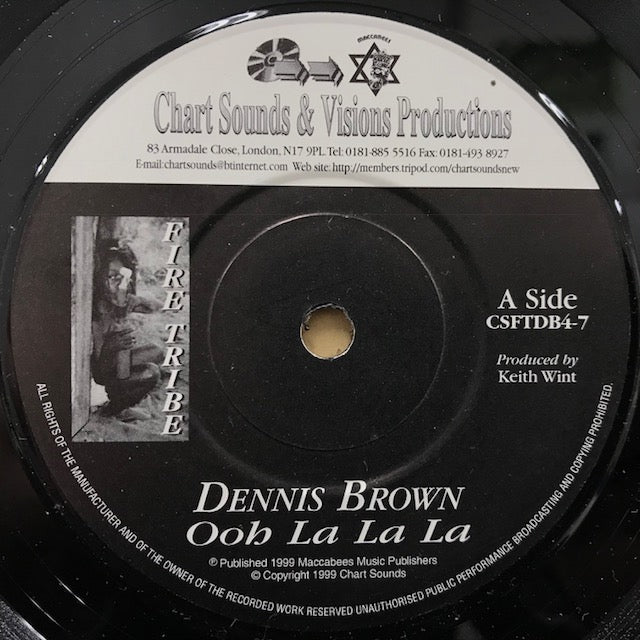 MACCABEES
Chart Sounds & Visions Productions
83 Armadale Close, London, N17 9PL Tel: 0181-885 5516 Fax: 0181-493 8927
E-mail:chartsounds@btinternet.com Web site: http://members.tripod.com/chartsoundsnew
FIRE TRIBE
A Side
CSFTDB4-7
Produced by
Keith Wint
DENNIS BROWN
Ooh La La La
℗ Published 1999 Maccabees Music Publishers
© Copyright 1999 Chart Sounds
ALL RIGHTS OF THE MANUFACTURER AND OF THE OWNER OF THE RECORDED WORK RESERVED UNAUTHORISED PUBLIC PERFORMANCE BROADCASTING AND COPYING PROHIBITED.